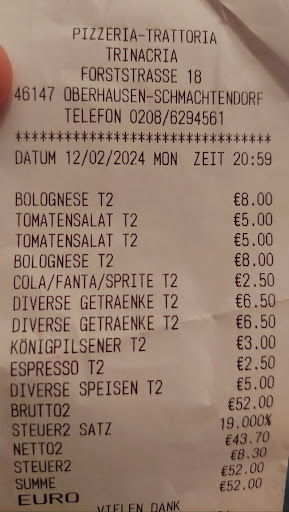 PIZZERIA-TRATTORIA
TRINACRIA
FORSTSTRASSE 18
46147 OBERHAUSEN-SCHMACHTENDORF
TELEFON 0208/6294561
********************************
DATUM 12/02/2024 MON ZEIT 20:59
BOLOGNESE T2 €8.00
TOMATENSALAT T2 €5.00
TOMATENSALAT T2 €5.00
BOLOGNESE T2 €8.00
COLA/FANTA/SPRITE T2 €2.50
DIVERSE GETRAENKE T2 €6.50
DIVERSE GETRAENKE T2 €6.50
KÖNIGPILSENER T2 €3.00
ESPRESSO T2 €2.50
DIVERSE SPEISEN T2 €5.00
BRUTTO2 €52.00
STEUER2 SATZ 19.000%
NETTO2 €43.70
STEUER2 €8.30
SUMME €52.00
EURO €52.00
VIELEN DANK